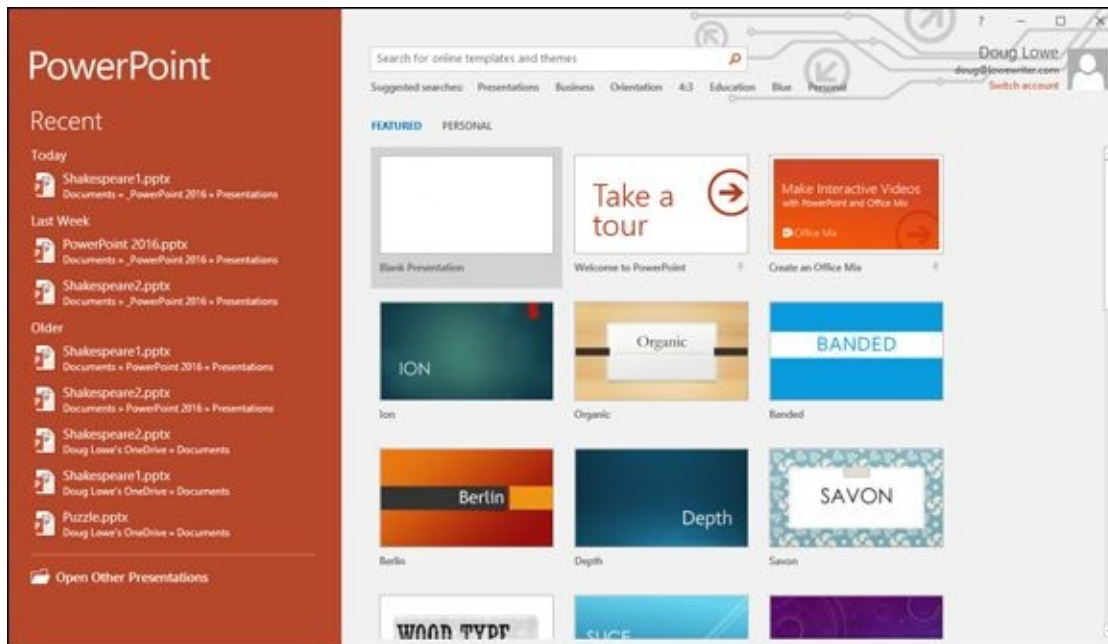 PowerPoint
Recent
Today
Shakespeare1.pptx
Documents » _PowerPoint 2016 » Presentations
Last Week
PowerPoint 2016.pptx
Documents » _PowerPoint 2016 » Presentations
Shakespeare2.pptx
Documents » _PowerPoint 2016 » Presentations
Older
Shakespeare1.pptx
Documents » PowerPoint 2016 » Presentations
Shakespeare2.pptx
Documents » PowerPoint 2016 » Presentations
Shakespeare2.pptx
Doug Lowe's OneDrive » Documents
Shakespeare1.pptx
Doug Lowe's OneDrive » Documents
Puzzle.pptx
Doug Lowe's OneDrive » Documents
Open Other Presentations
?
Doug Lowe
doug@lowewriter.com
Switch account
Search for online templates and themes
Suggested searches: Presentations Business Orientation 4:3 Education Blue Personal
FEATURED PERSONAL
Blank Presentation
Take a
tour
Welcome to PowerPoint
Make Interactive Videos
with PowerPoint and Office Mix
Office Mix
Create an Office Mix
ION
Ion
Organic
Organic
BANDED
Banded
Berlin
Berlin
Depth
Depth
SAVON
Savon
WOOD TYPE
SLICE